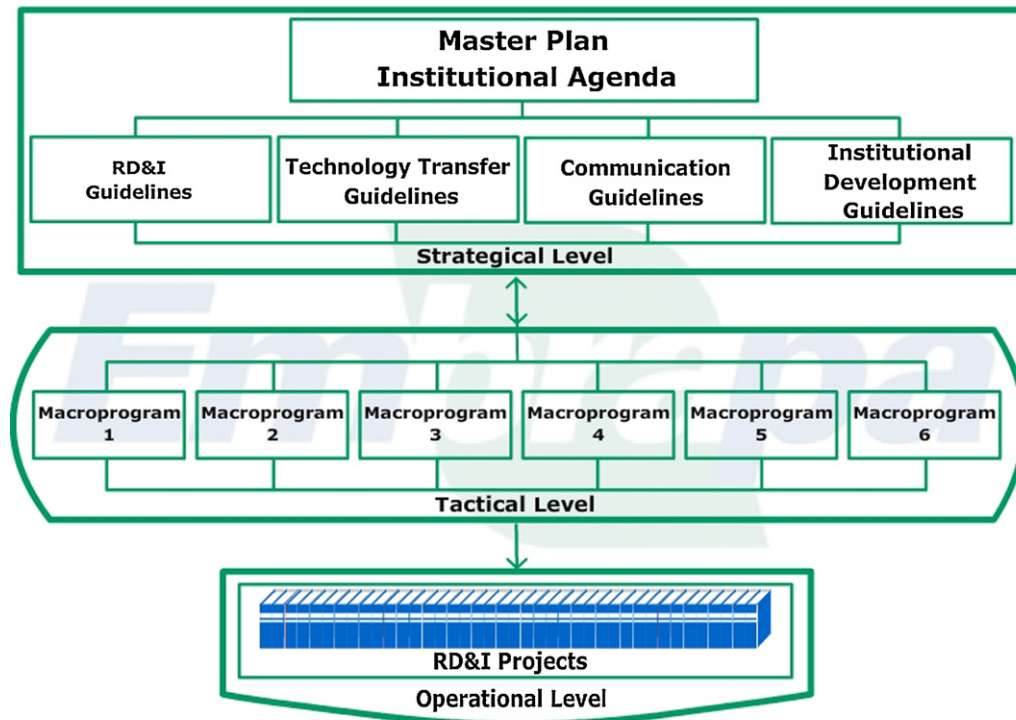 Master Plan
Institutional Agenda
RD&I
Guidelines
Technology Transfer
Guidelines
Communication
Guidelines
Institutional
Development
Guidelines
Strategical Level
Embrapa
Macroprogram
1
Macroprogram
2
Macroprogram
3
Macroprogram
4
Macroprogram
5
Macroprogram
6
Tactical Level
RD&I Projects
Operational Level